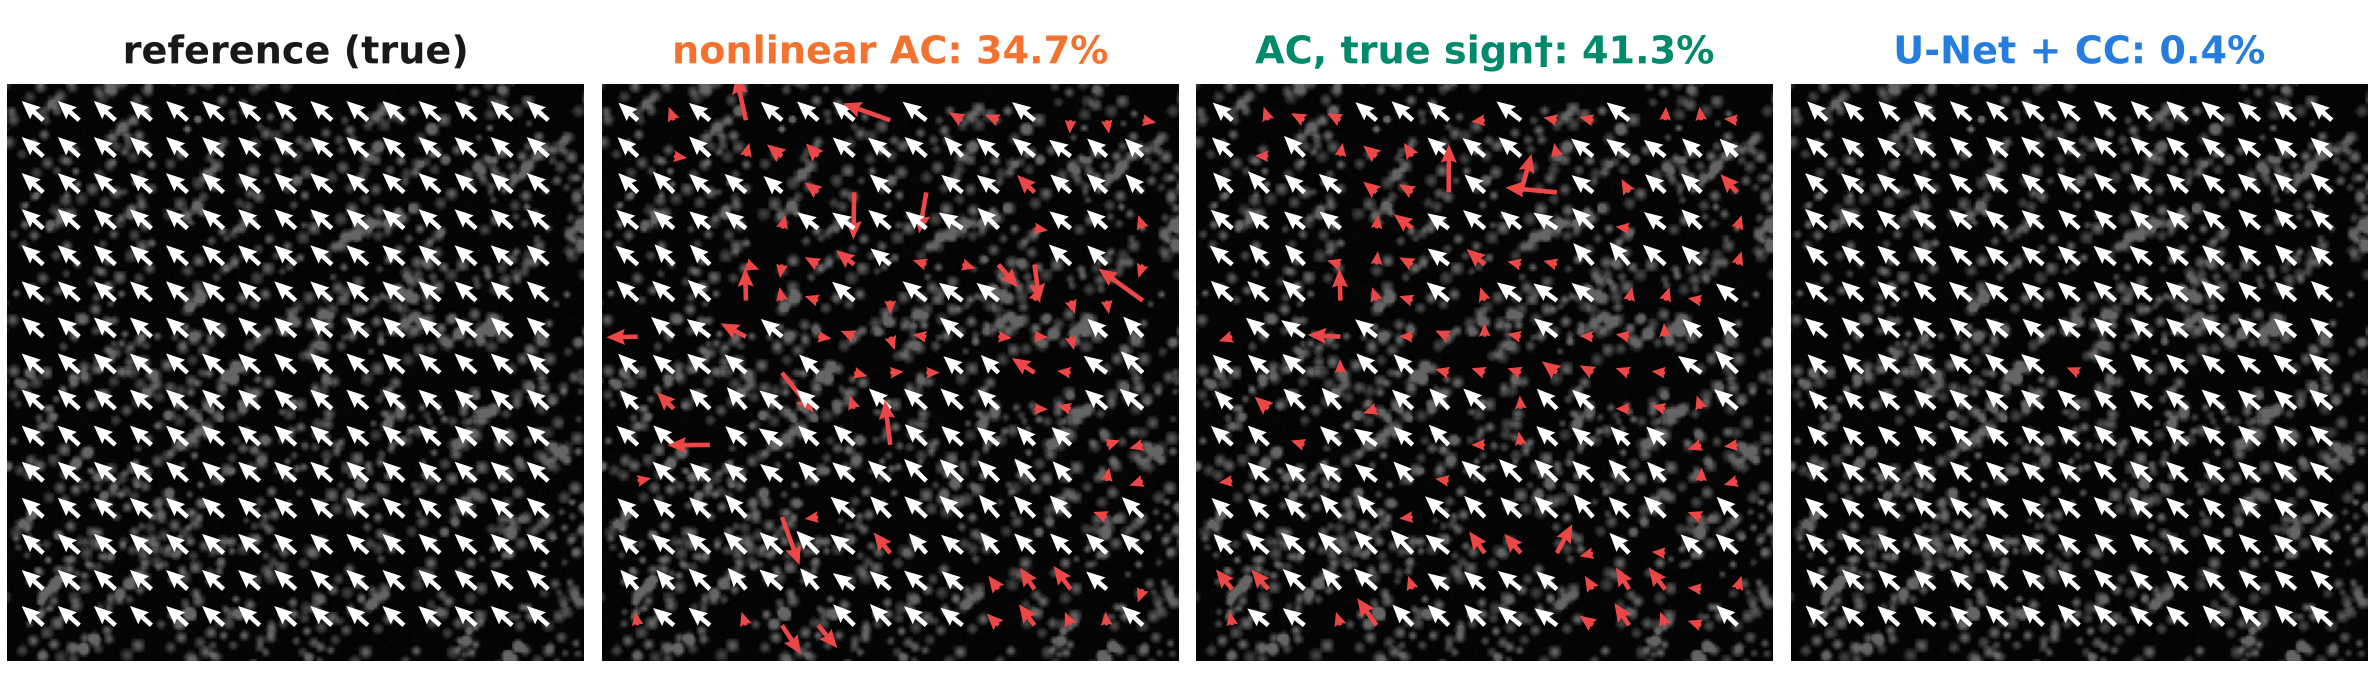 reference (true)
nonlinear AC: 34.7%
AC, true sign†: 41.3%
U-Net + CC: 0.4%